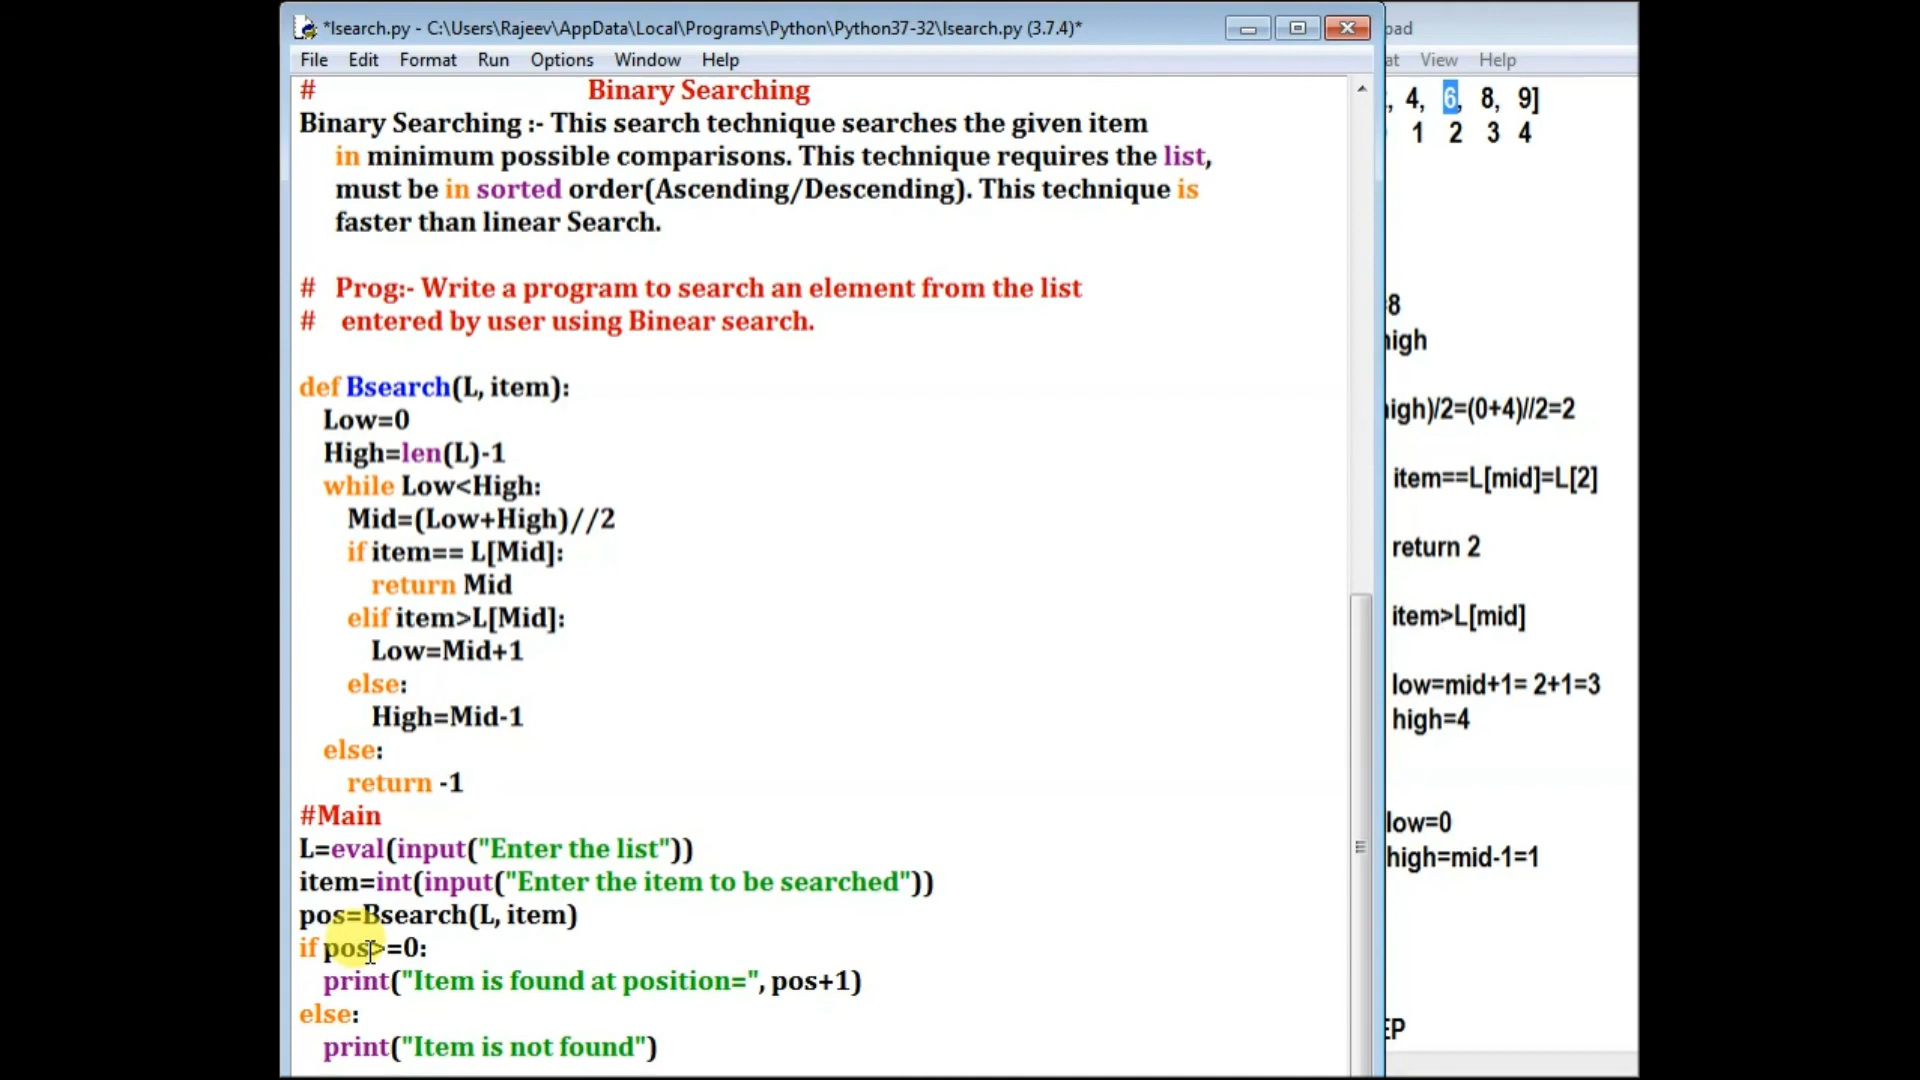 *lsearch.py - C:\Users\Rajeev\AppData\Local\Programs\Python\Python37-32\lsearch.py (3.7.4)*
File Edit Format Run Options Window Help
# Binary Searching
Binary Searching :- This search technique searches the given item
in minimum possible comparisons. This technique requires the list,
must be in sorted order(Ascending/Descending). This technique is
faster than linear Search.
# Prog:- Write a program to search an element from the list
# entered by user using Binear search.
def Bsearch(L, item):
Low=0
High=len(L)-1
while Low<High:
Mid=(Low+High)//2
if item== L[Mid]:
return Mid
elif item>L[Mid]:
Low=Mid+1
else:
High=Mid-1
else:
return -1
#Main
L=eval(input("Enter the list"))
item=int(input("Enter the item to be searched"))
pos=Bsearch(L, item)
if pos>=0:
print("Item is found at position=", pos+1)
else:
print("Item is not found")
View Help
, 4, 6, 8, 9]
1 2 3 4
8
high
high)/2=(0+4)//2=2
item==L[mid]=L[2]
return 2
item>L[mid]
low=mid+1= 2+1=3
high=4
low=0
high=mid-1=1